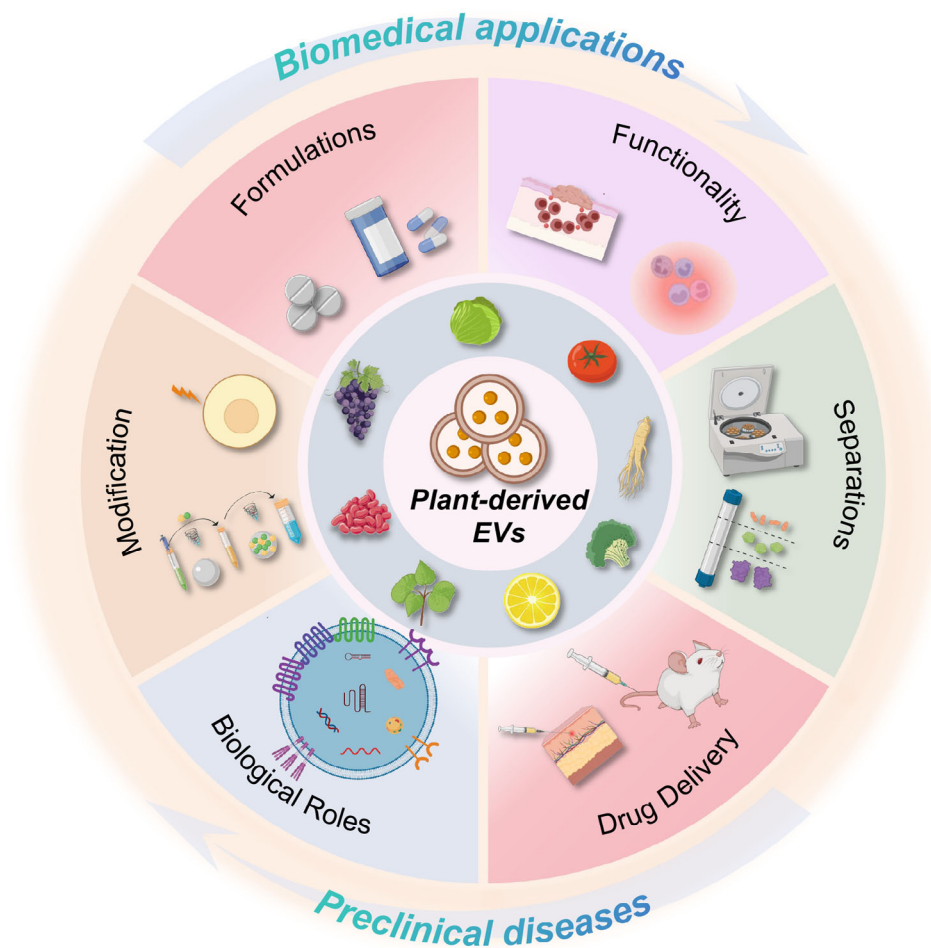 Biomedical applications
Formulations
Functionality
Modification
Separations
Plant-derived
EVs
Biological Roles
Drug Delivery
Preclinical diseases